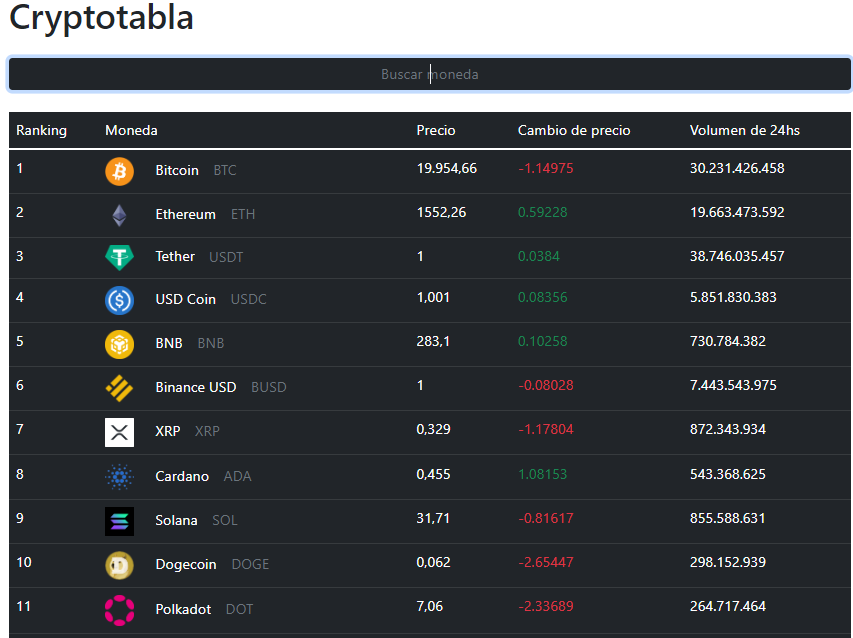 Cryptotabla
Buscar moneda
Ranking Moneda Precio Cambio de precio Volumen de 24hs
1 Bitcoin BTC 19.954,66 -1.14975 30.231.426.458
2 Ethereum ETH 1552,26 0.59228 19.663.473.592
3 Tether USDT 1 0.0384 38.746.035.457
4 USD Coin USDC 1,001 0.08356 5.851.830.383
5 BNB BNB 283,1 0.10258 730.784.382
6 Binance USD BUSD 1 -0.08028 7.443.543.975
7 XRP XRP 0,329 -1.17804 872.343.934
8 Cardano ADA 0,455 1.08153 543.368.625
9 Solana SOL 31,71 -0.81617 855.588.631
10 Dogecoin DOGE 0,062 -2.65447 298.152.939
11 Polkadot DOT 7,06 -2.33689 264.717.464